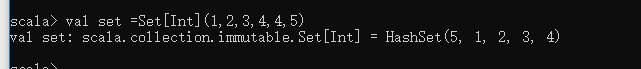 scala> val set =Set[Int](1,2,3,4,4,5)
val set: scala.collection.immutable.Set[Int] = HashSet(5, 1, 2, 3, 4)
scala>